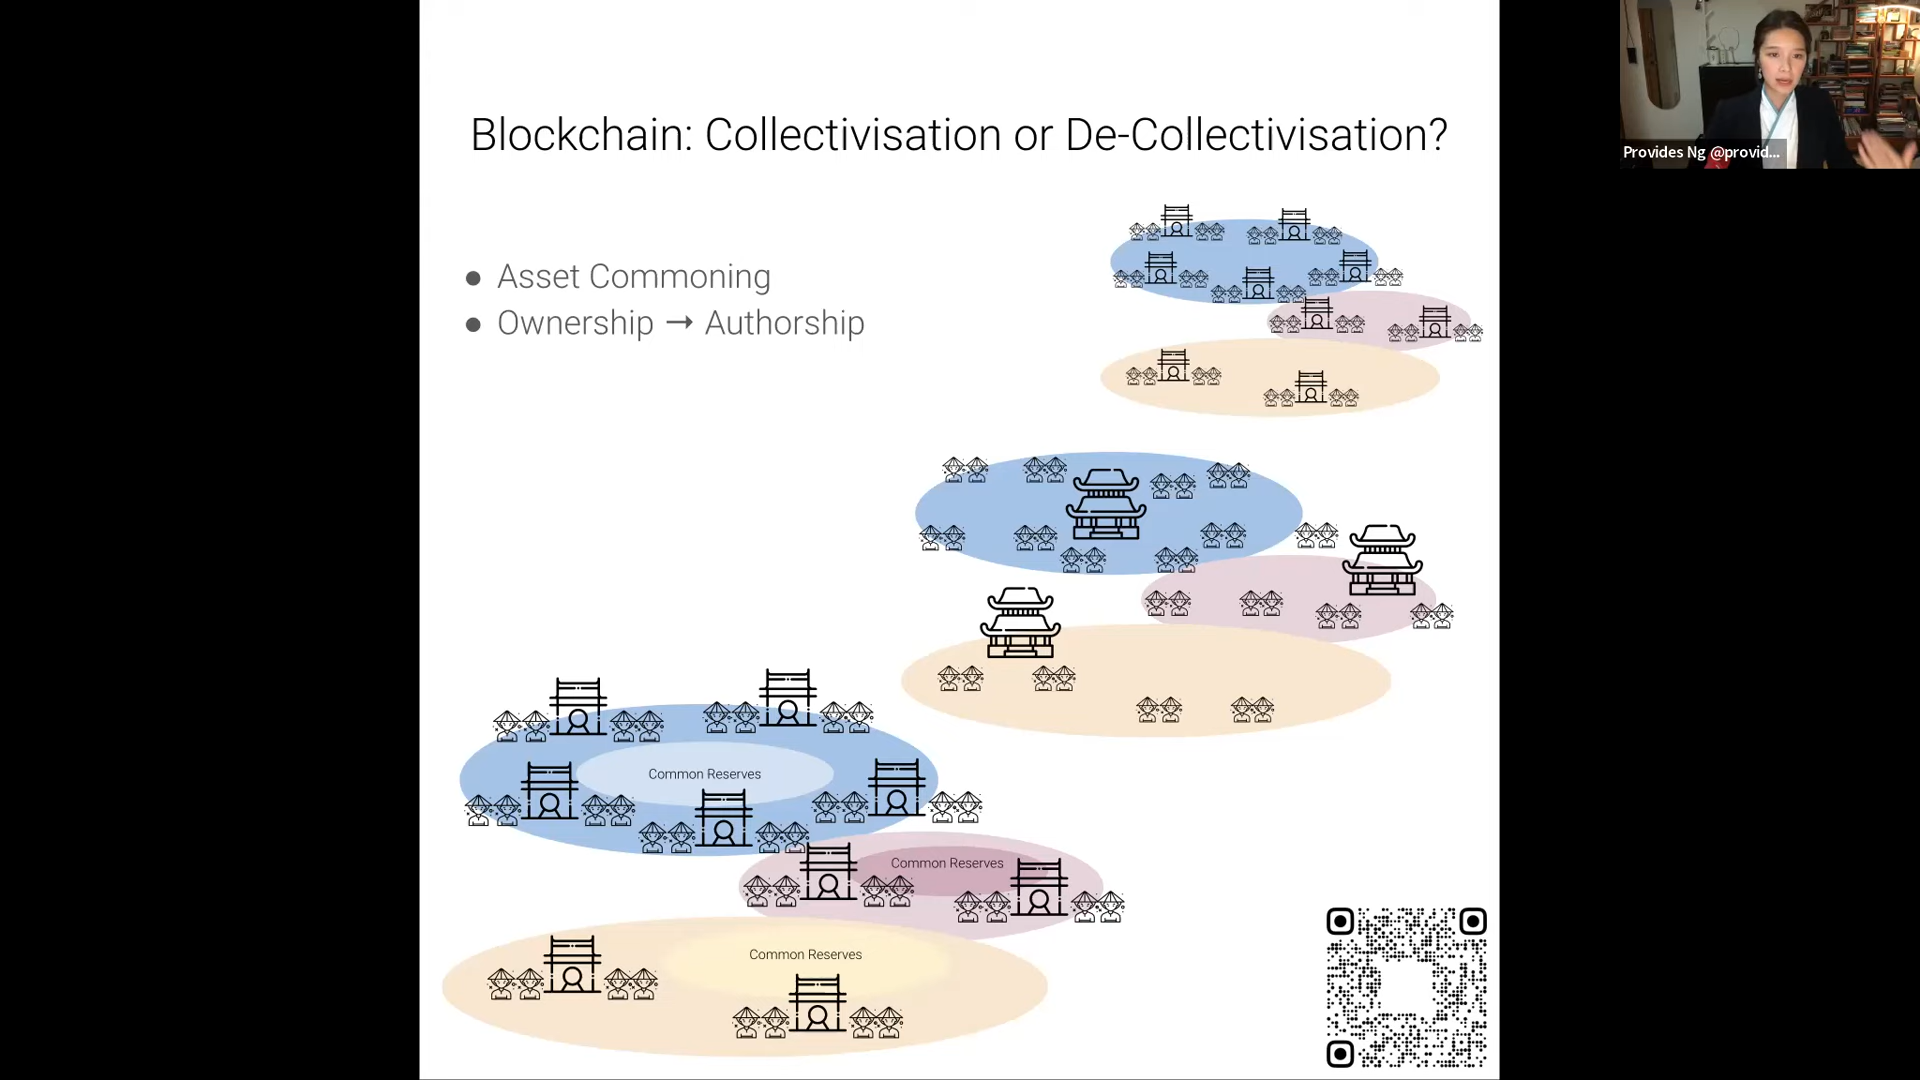 Blockchain: Collectivisation or De-Collectivisation?
Provides Ng @provid...
● Asset Commoning
● Ownership → Authorship
Common Reserves
Common Reserves
Common Reserves